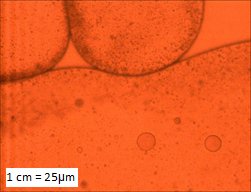 1 cm = 25µm